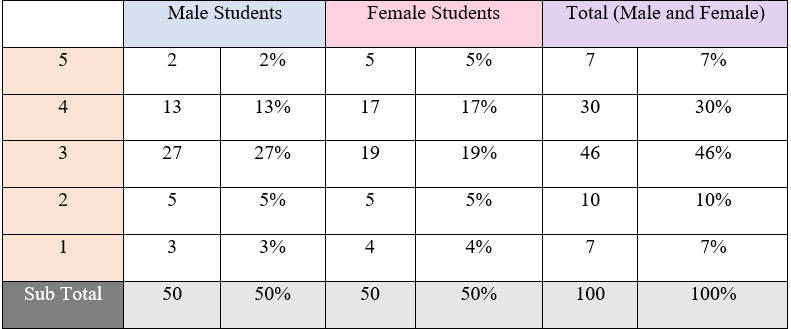 Male Students Female Students Total (Male and Female)
5 2 2% 5 5% 7 7%
4 13 13% 17 17% 30 30%
3 27 27% 19 19% 46 46%
2 5 5% 5 5% 10 10%
1 3 3% 4 4% 7 7%
Sub Total 50 50% 50 50% 100 100%